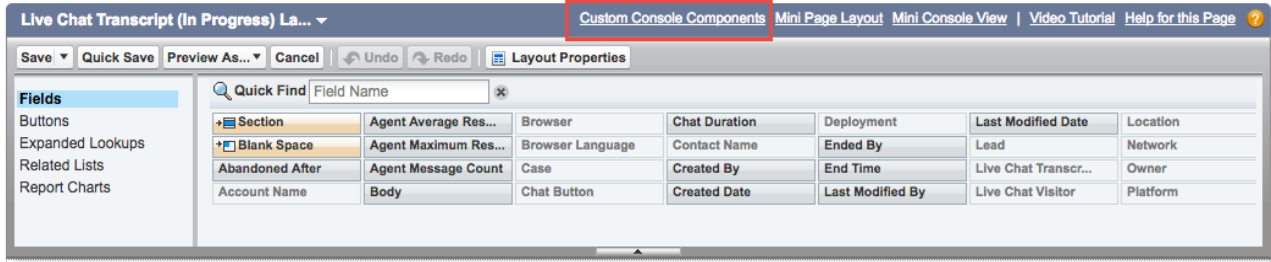 Live Chat Transcript (In Progress) La... Custom Console Components Mini Page Layout Mini Console View | Video Tutorial Help for this Page ?
Save Quick Save Preview As... Cancel Undo Redo Layout Properties
Fields
Buttons
Expanded Lookups
Related Lists
Report Charts
Quick Find Field Name
Section Agent Average Res... Browser Chat Duration Deployment Last Modified Date Location
Blank Space Agent Maximum Res... Browser Language Contact Name Ended By Lead Network
Abandoned After Agent Message Count Case Created By End Time Live Chat Transcr... Owner
Account Name Body Chat Button Created Date Last Modified By Live Chat Visitor Platform